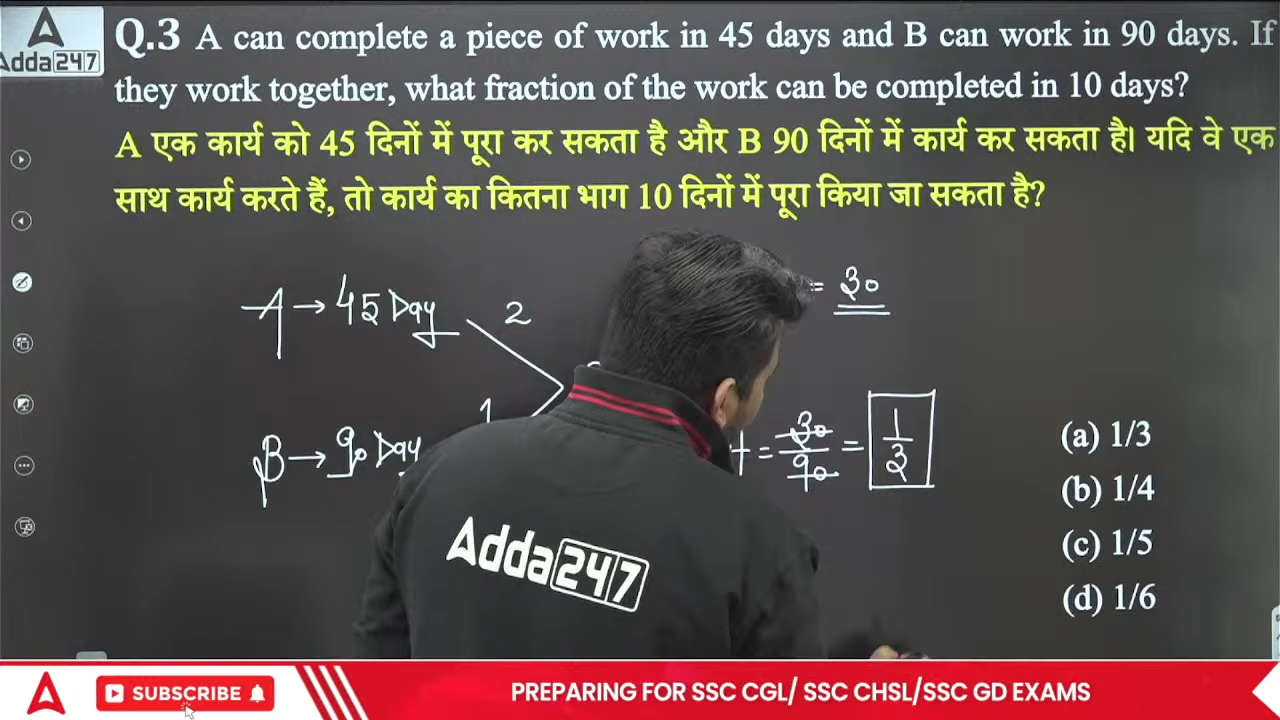 Adda247
Q.3 A can complete a piece of work in 45 days and B can work in 90 days. If
they work together, what fraction of the work can be completed in 10 days?
A एक कार्य को 45 दिनों में पूरा कर सकता है और B 90 दिनों में कार्य कर सकता है। यदि वे एक
साथ कार्य करते हैं, तो कार्य का कितना भाग 10 दिनों में पूरा किया जा सकता है?
A → 45 Day 2
= 30
B → 90 Day 1
= 30/90 = 1/3
(a) 1/3
(b) 1/4
(c) 1/5
(d) 1/6
Adda247
SUBSCRIBE
PREPARING FOR SSC CGL/ SSC CHSL/SSC GD EXAMS